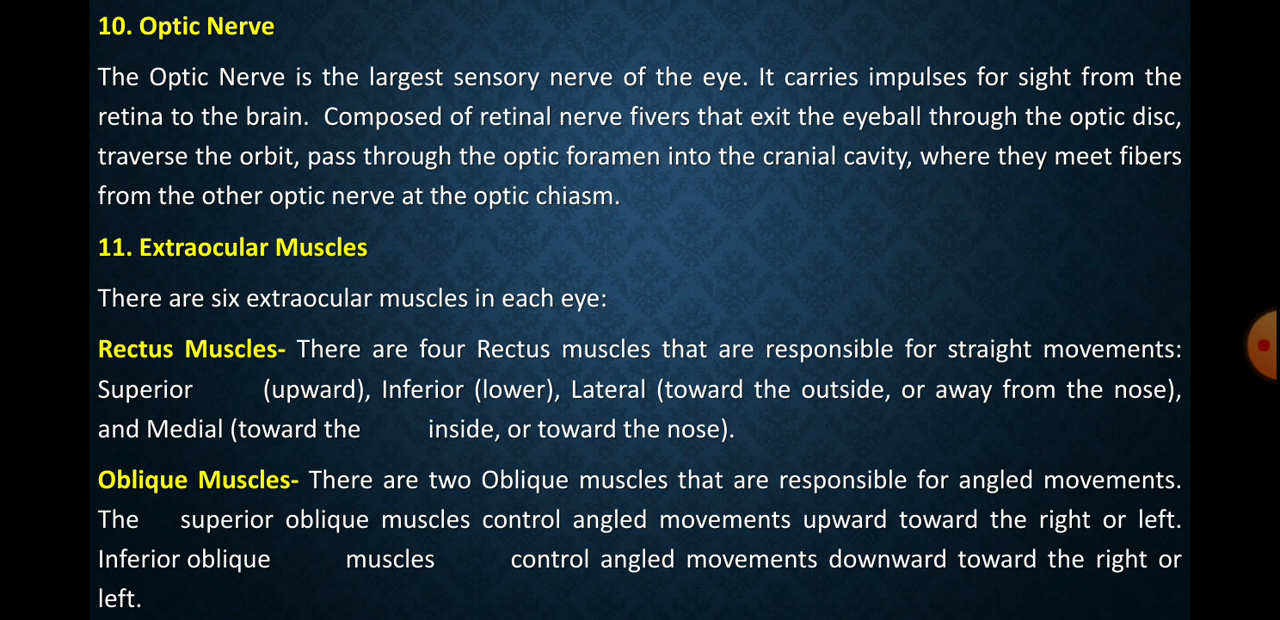 10. Optic Nerve
The Optic Nerve is the largest sensory nerve of the eye. It carries impulses for sight from the
retina to the brain. Composed of retinal nerve fivers that exit the eyeball through the optic disc,
traverse the orbit, pass through the optic foramen into the cranial cavity, where they meet fibers
from the other optic nerve at the optic chiasm.
11. Extraocular Muscles
There are six extraocular muscles in each eye:
Rectus Muscles- There are four Rectus muscles that are responsible for straight movements:
Superior (upward), Inferior (lower), Lateral (toward the outside, or away from the nose),
and Medial (toward the inside, or toward the nose).
Oblique Muscles- There are two Oblique muscles that are responsible for angled movements.
The superior oblique muscles control angled movements upward toward the right or left.
Inferior oblique muscles control angled movements downward toward the right or
left.